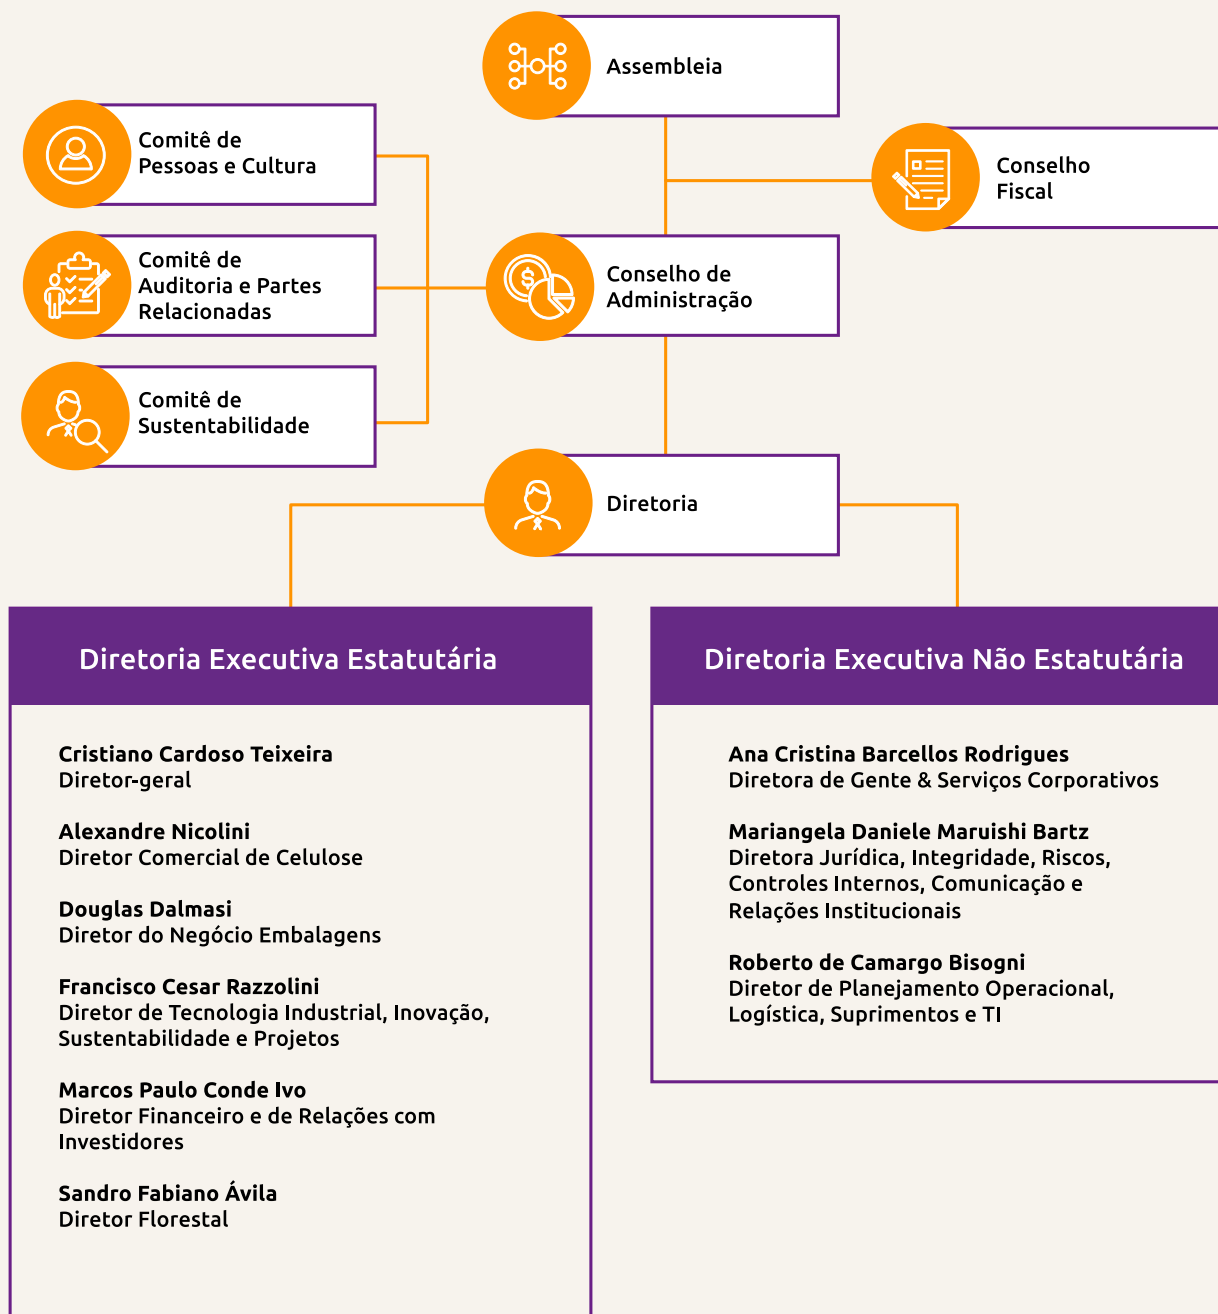 Assembleia
Comitê de
Pessoas e Cultura
Conselho
Fiscal
Comitê de
Auditoria e Partes
Relacionadas
Conselho de
Administração
Comitê de
Sustentabilidade
Diretoria
Diretoria Executiva Estatutária
Cristiano Cardoso Teixeira
Diretor-geral
Alexandre Nicolini
Diretor Comercial de Celulose
Douglas Dalmasi
Diretor do Negócio Embalagens
Francisco Cesar Razzolini
Diretor de Tecnologia Industrial, Inovação,
Sustentabilidade e Projetos
Marcos Paulo Conde Ivo
Diretor Financeiro e de Relações com
Investidores
Sandro Fabiano Ávila
Diretor Florestal
Diretoria Executiva Não Estatutária
Ana Cristina Barcellos Rodrigues
Diretora de Gente & Serviços Corporativos
Mariangela Daniele Maruishi Bartz
Diretora Jurídica, Integridade, Riscos,
Controles Internos, Comunicação e
Relações Institucionais
Roberto de Camargo Bisogni
Diretor de Planejamento Operacional,
Logística, Suprimentos e TI